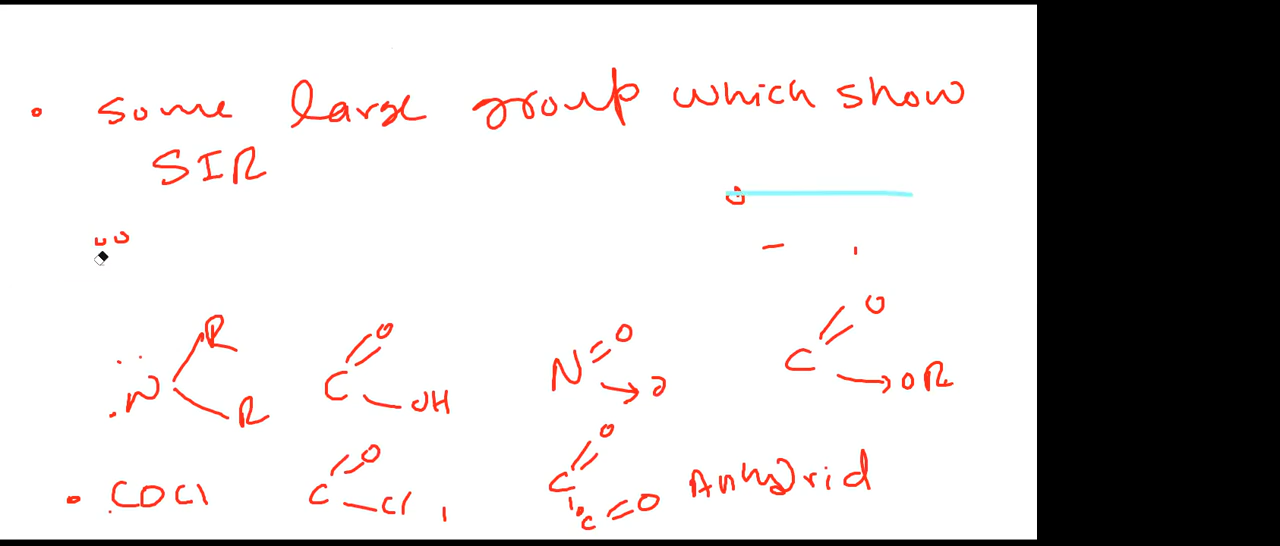 • some large group which show
SIR
N R R
C O OH
N O O
C O OR
• COCl
C O Cl ,
C O O C O Anhydrid